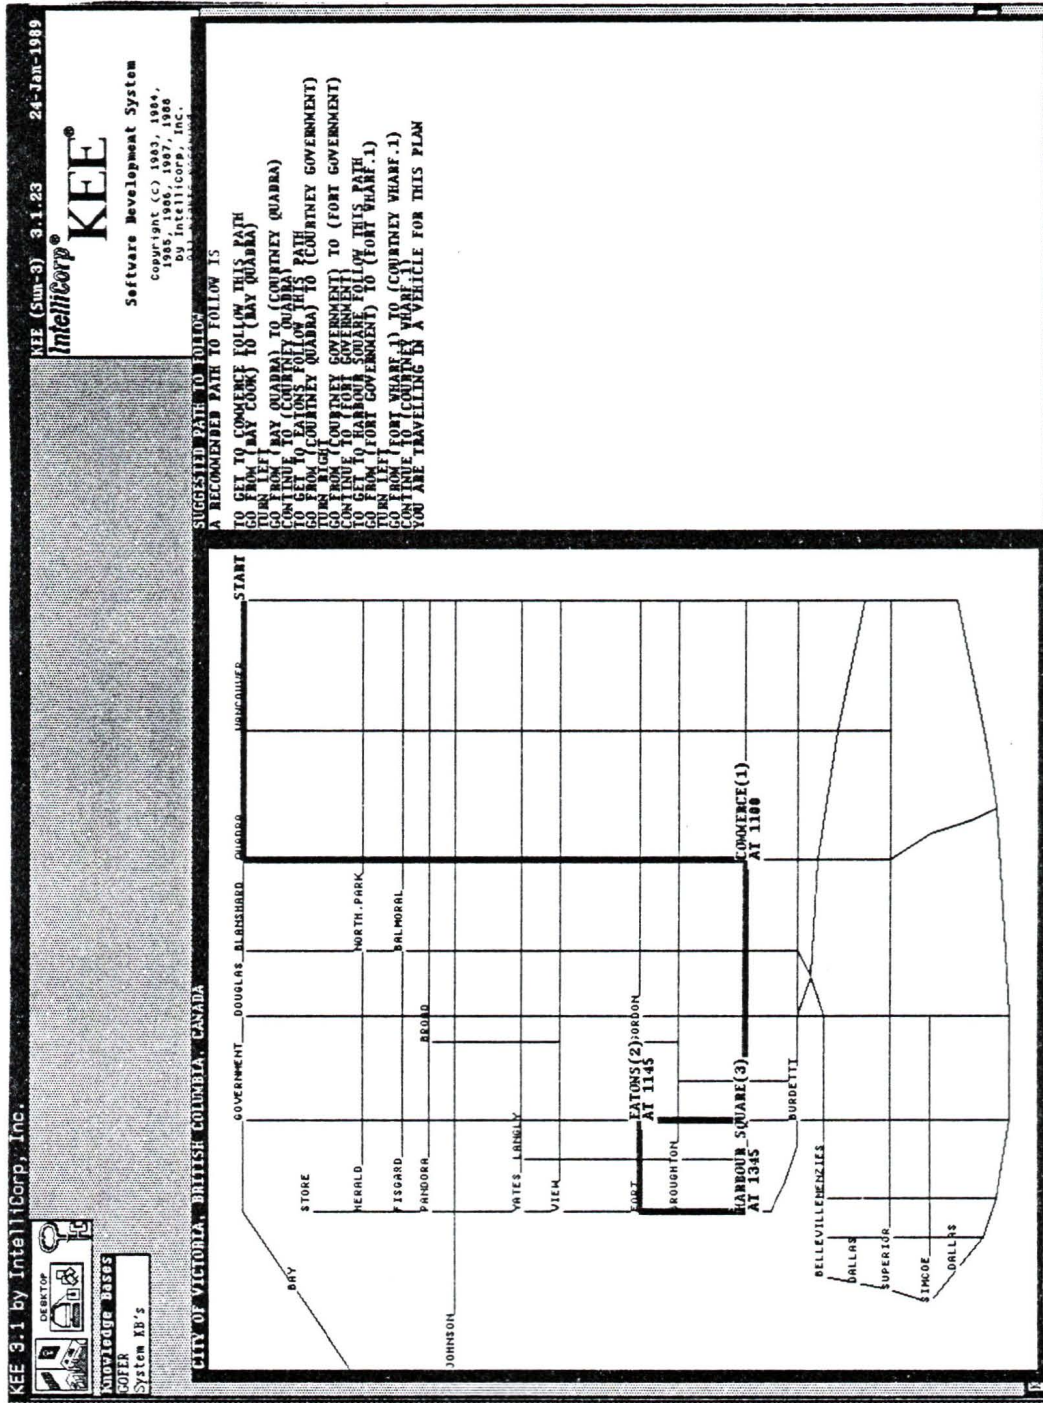 KEE 3.1 by IntelliCorp, Inc.
KEE (Sun-3) 3.1.23 24-Jan-1989
IntelliCorp®
KEE®
Software Development System
Copyright (c) 1983, 1984,
1985, 1986, 1987, 1988
by IntelliCorp, Inc.
All Rights Reserved
DESKTOP
Knowledge Bases
GOFER
System KB's
CITY OF VICTORIA, BRITISH COLUMBIA, CANADA
GOVERNMENT
DOUGLAS
BLANSHARD
QUADRA
VANCOUVER
START
BAY
STORE
HERALD
NORTH.PARK
FISGARD
BALMORAL
PANDORA
BROAD
JOHNSON
YATES
LANGLY
VIEW
FORT
EATONS(2)
AT 1145
GORDON
BROUGHTON
HARBOUR SQUARE(3)
AT 1345
COMMERCE(1)
AT 1100
BURDETTI
BELLEVILLE
MENZIES
DALLAS
SUPERIOR
SIMCOE
DALLAS
SUGGESTED PATH TO FOLLOW
A RECOMMENDED PATH TO FOLLOW IS
TO GET TO COMMERCE FOLLOW THIS PATH
GO FROM (BAY COOK) TO (BAY QUADRA)
TURN LEFT
GO FROM (BAY QUADRA) TO (COURTNEY QUADRA)
CONTINUE TO (COURTNEY QUADRA)
TO GET TO EATONS FOLLOW THIS PATH
GO FROM (COURTNEY QUADRA) TO (COURTNEY GOVERNMENT)
TURN RIGHT
GO FROM (COURTNEY GOVERNMENT) TO (FORT GOVERNMENT)
CONTINUE TO (FORT GOVERNMENT)
TO GET TO HARBOUR SQUARE FOLLOW THIS PATH
GO FROM (FORT GOVERNMENT) TO (FORT WHARF.1)
TURN LEFT
GO FROM (FORT WHARF.1) TO (COURTNEY WHARF.1)
CONTINUE TO (COURTNEY WHARF.1)
YOU ARE TRAVELLING IN A VEHICLE FOR THIS PLAN